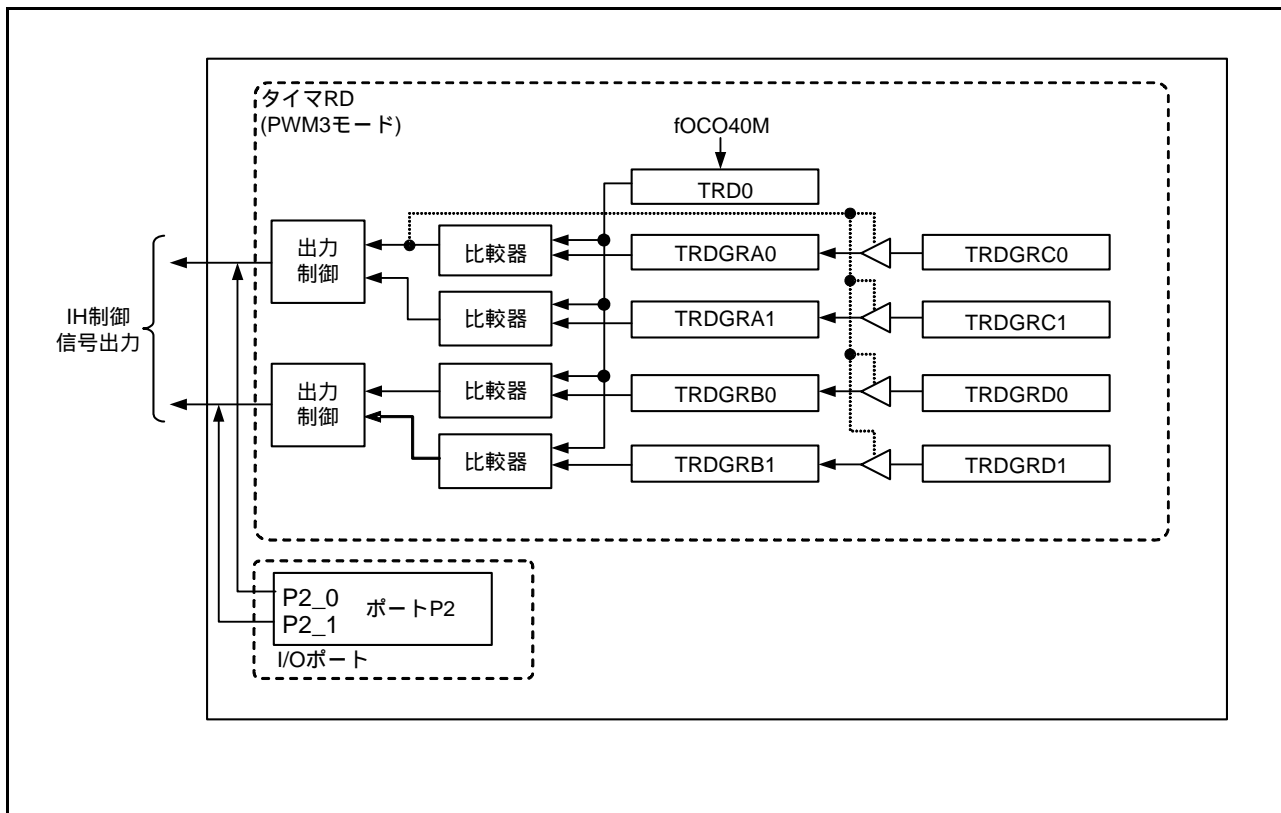 タイマRD
(PWM3モード)
fOCO40M
TRD0
出力
制御
比較器
TRDGRA0
TRDGRC0
比較器
TRDGRA1
TRDGRC1
IH制御
信号出力
出力
制御
比較器
TRDGRB0
TRDGRD0
比較器
TRDGRB1
TRDGRD1
P2_0
P2_1
ポートP2
I/Oポート